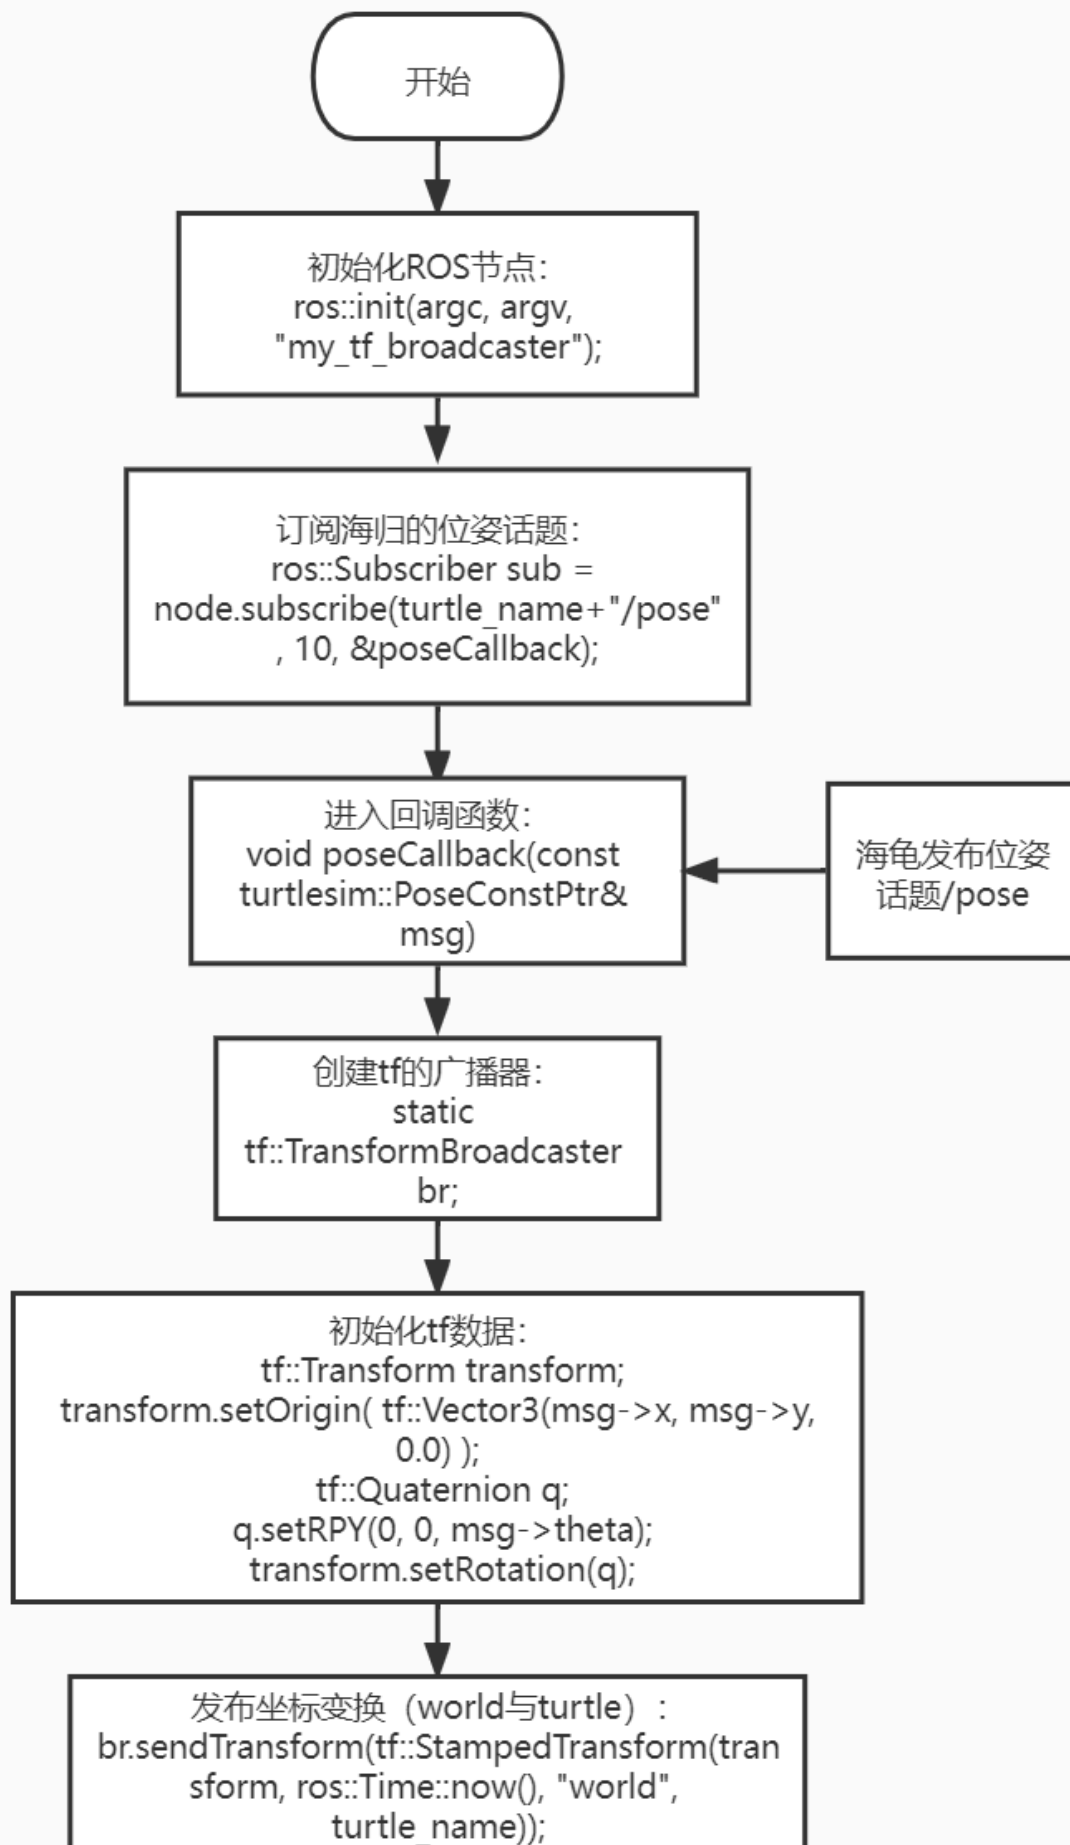 开始
初始化ROS节点：
ros::init(argc, argv,
"my_tf_broadcaster");
订阅海归的位姿话题：
ros::Subscriber sub =
node.subscribe(turtle_name+"/pose"
, 10, &poseCallback);
进入回调函数：
void poseCallback(const
turtlesim::PoseConstPtr&
msg)
海龟发布位姿
话题/pose
创建tf的广播器：
static
tf::TransformBroadcaster
br;
初始化tf数据：
tf::Transform transform;
transform.setOrigin( tf::Vector3(msg->x, msg->y,
0.0) );
tf::Quaternion q;
q.setRPY(0, 0, msg->theta);
transform.setRotation(q);
发布坐标变换（world与turtle）：
br.sendTransform(tf::StampedTransform(tran
sform, ros::Time::now(), "world",
turtle_name));